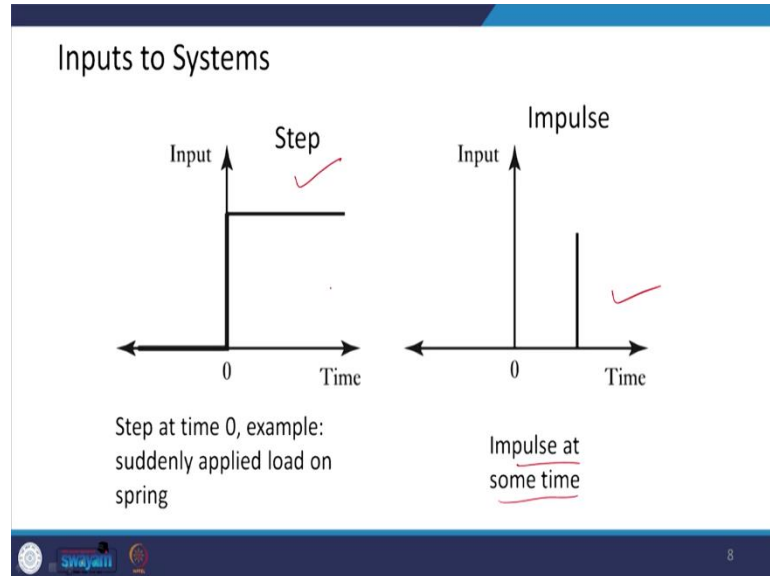 Inputs to Systems
Step
Input
0
Time
Step at time 0, example:
suddenly applied load on
spring
Impulse
Input
0
Time
Impulse at
some time
swayam
8